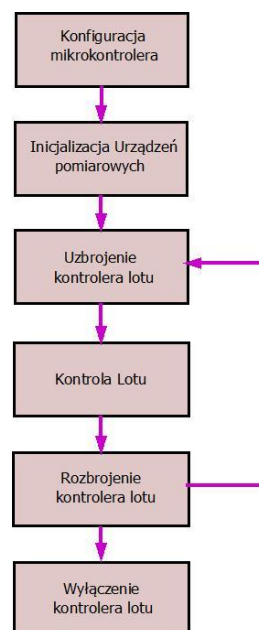 Konfiguracja
mikrokontrolera
Inicjalizacja Urządzeń
pomiarowych
Uzbrojenie
kontrolera lotu
Kontrola Lotu
Rozbrojenie
kontrolera lotu
Wyłączenie
kontrolera lotu